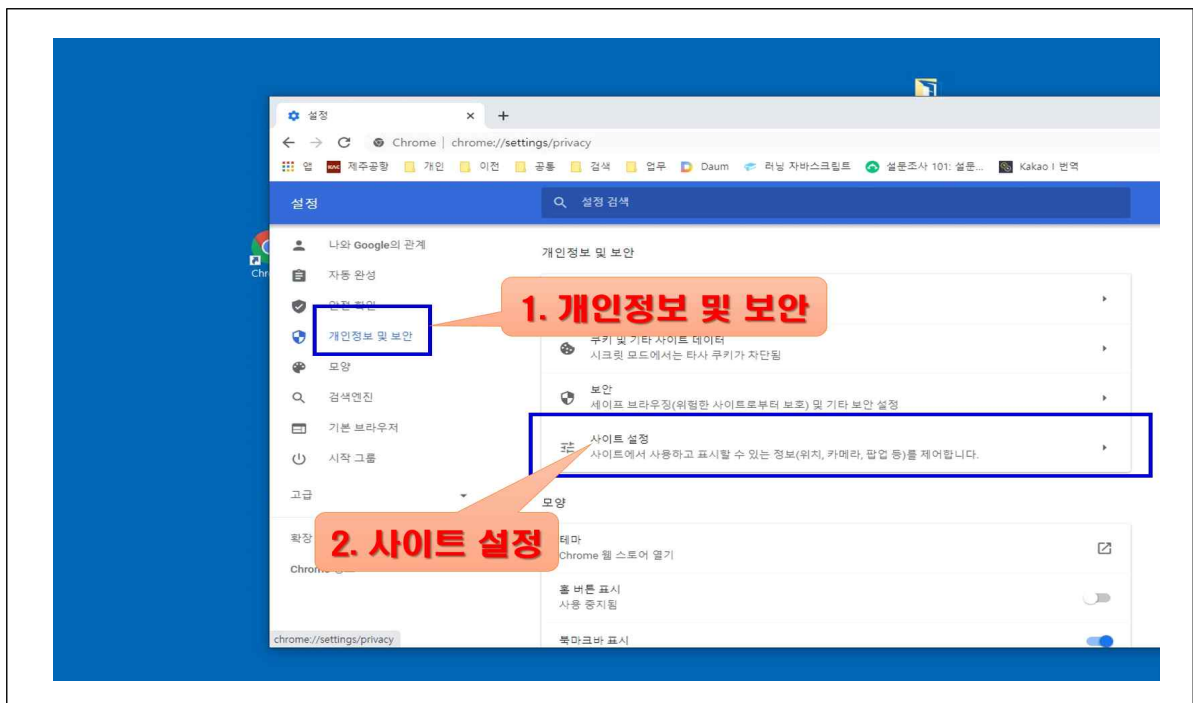 설정
Chrome | chrome://settings/privacy
앱 제주공항 개인 이전 공통 검색 업무 Daum 러닝 자바스크립트 설문조사 101: 설문... Kakao I 번역
설정
설정 검색
나와 Google의 관계
자동 완성
개인정보 및 보안
모양
검색엔진
기본 브라우저
시작 그룹
고급
확장
Chrome
chrome://settings/privacy
개인정보 및 보안
1. 개인정보 및 보안
쿠키 및 기타 사이트 데이터
시크릿 모드에서는 타사 쿠키가 차단됨
보안
세이프 브라우징(위험한 사이트로부터 보호) 및 기타 보안 설정
사이트 설정
사이트에서 사용하고 표시할 수 있는 정보(위치, 카메라, 팝업 등)를 제어합니다.
2. 사이트 설정
모양
테마
Chrome 웹 스토어 열기
홈 버튼 표시
사용 중지됨
북마크바 표시